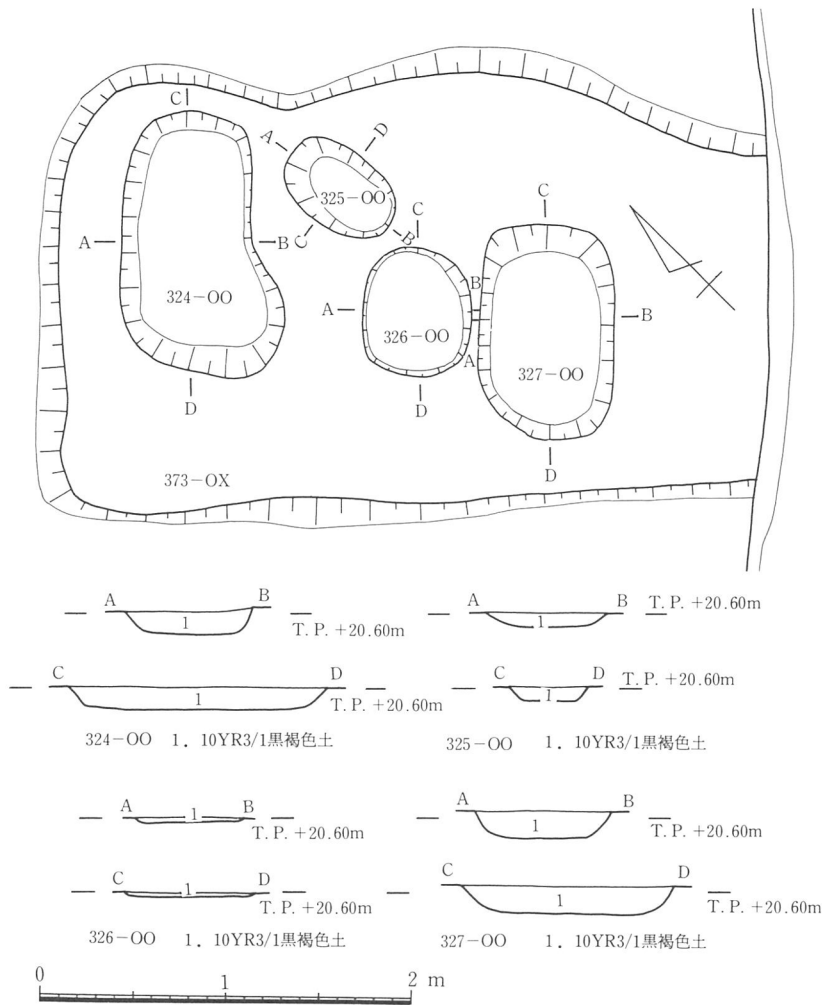 C
A
D
325-OO
C
B
C
C
A
B
324-OO
A
B
326-OO
A
B
327-OO
D
D
D
373-OX
A
B
T.P.+20.60m
1
A
B
T.P.+20.60m
1
C
D
T.P.+20.60m
1
C
D
T.P.+20.60m
1
324-OO 1. 10YR3/1黒褐色土
325-OO 1. 10YR3/1黒褐色土
A
1
B
T.P.+20.60m
A
B
1
T.P.+20.60m
C
1
D
T.P.+20.60m
C
D
1
T.P.+20.60m
326-OO 1. 10YR3/1黒褐色土
327-OO 1. 10YR3/1黒褐色土
0
1
2 m